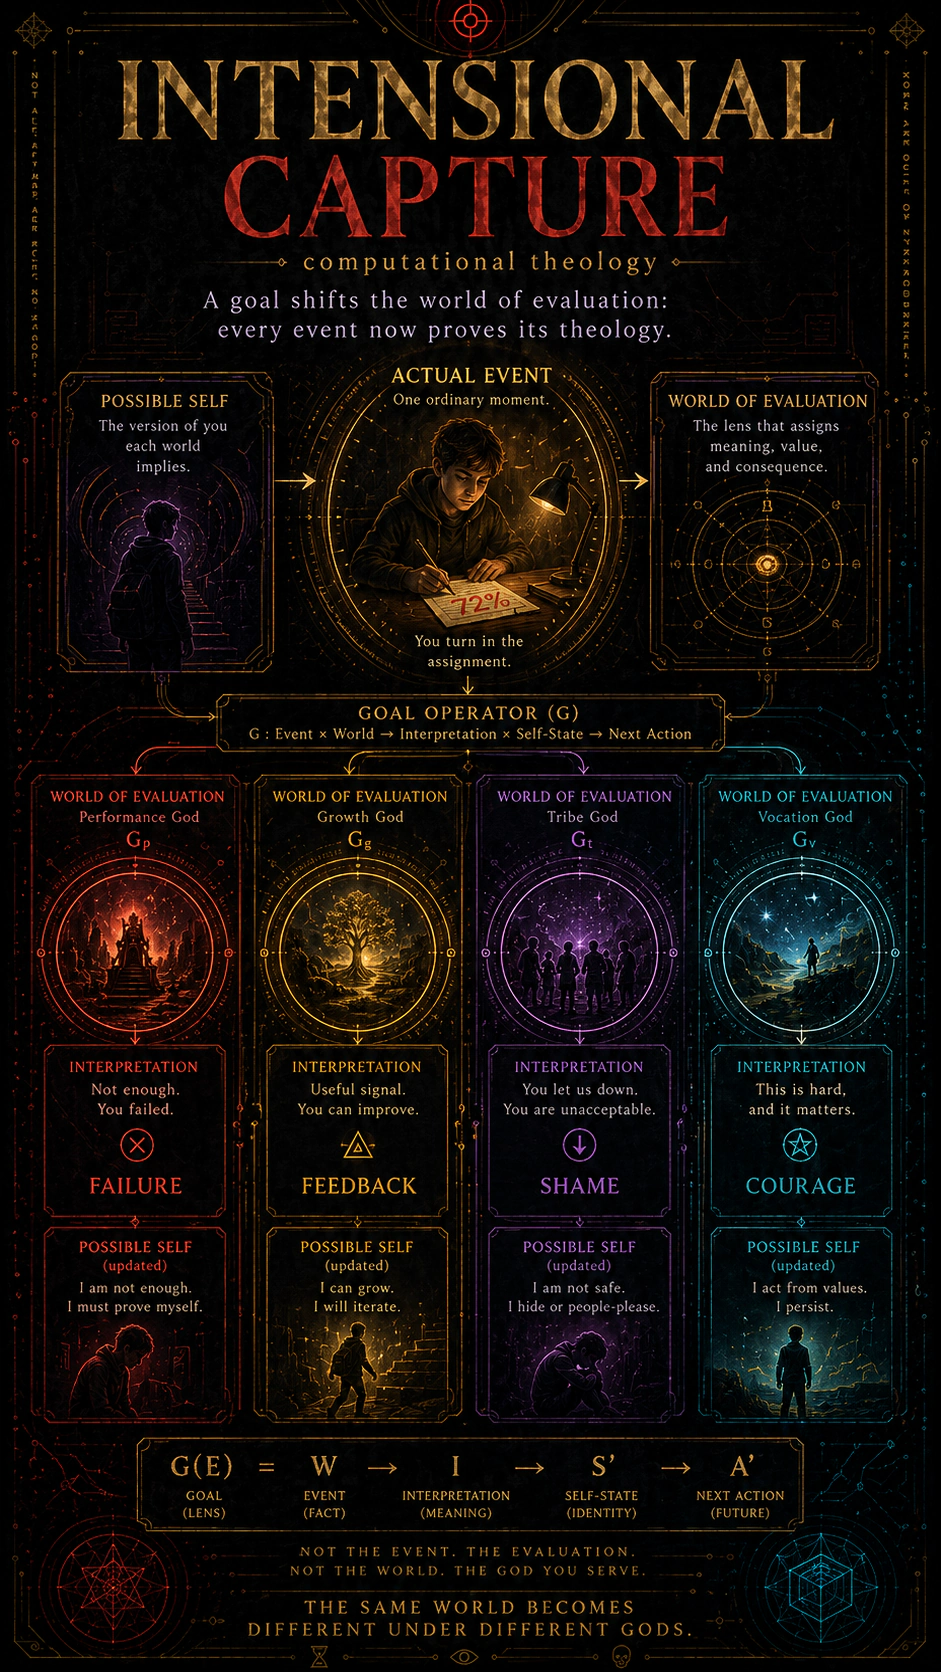 INTENSIONAL
CAPTURE
computational theology
A goal shifts the world of evaluation:
every event now proves its theology.
POSSIBLE SELF
The version of you
each world
implies.
ACTUAL EVENT
One ordinary moment.
72%
You turn in the
assignment.
WORLD OF EVALUATION
The lens that assigns
meaning, value,
and consequence.
GOAL OPERATOR (G)
G : Event × World → Interpretation × Self-State → Next Action
WORLD OF EVALUATION
Performance God
Gp
INTERPRETATION
Not enough.
You failed.
FAILURE
POSSIBLE SELF
(updated)
I am not enough.
I must prove myself.
WORLD OF EVALUATION
Growth God
Gg
INTERPRETATION
Useful signal.
You can improve.
FEEDBACK
POSSIBLE SELF
(updated)
I can grow.
I will iterate.
WORLD OF EVALUATION
Tribe God
Gt
INTERPRETATION
You let us down.
You are unacceptable.
SHAME
POSSIBLE SELF
(updated)
I am not safe.
I hide or people-please.
WORLD OF EVALUATION
Vocation God
Gv
INTERPRETATION
This is hard,
and it matters.
COURAGE
POSSIBLE SELF
(updated)
I act from values.
I persist.
G(E) = W → I → S' → A'
GOAL EVENT INTERPRETATION SELF-STATE NEXT ACTION
(LENS) (FACT) (MEANING) (IDENTITY) (FUTURE)
NOT THE EVENT. THE EVALUATION.
NOT THE WORLD. THE GOD YOU SERVE.
THE SAME WORLD BECOMES
DIFFERENT UNDER DIFFERENT GODS.